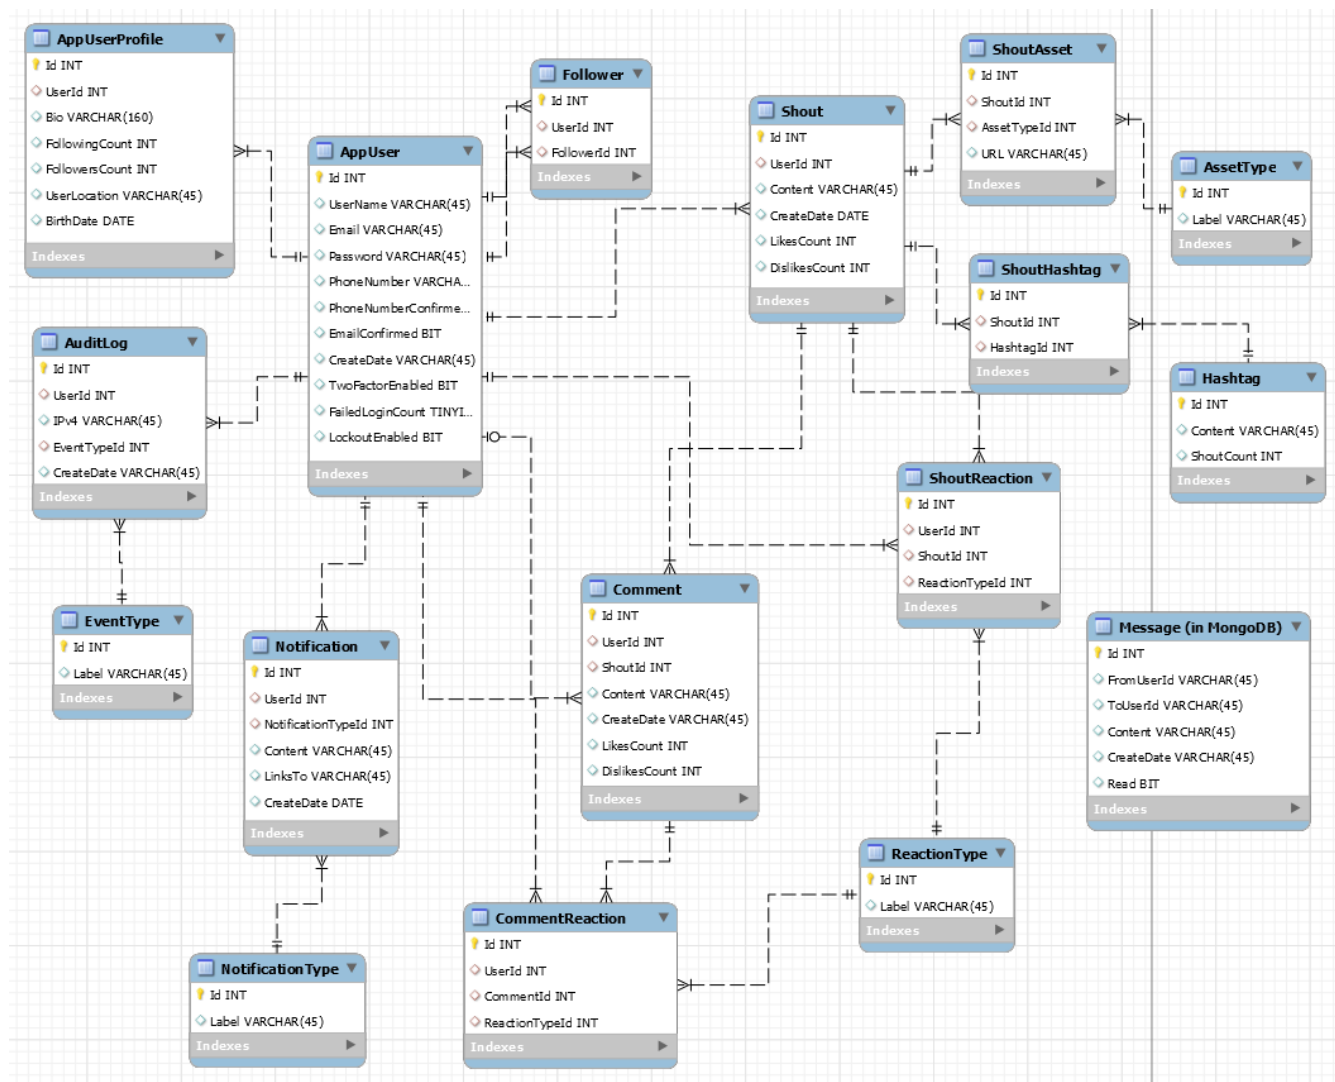 AppUserProfile
Id INT
UserId INT
Bio VARCHAR(160)
FollowingCount INT
FollowersCount INT
UserLocation VARCHAR(45)
BirthDate DATE
Indexes
AppUser
Id INT
UserName VARCHAR(45)
Email VARCHAR(45)
Password VARCHAR(45)
PhoneNumber VARCHA...
PhoneNumberConfirme...
EmailConfirmed BIT
CreateDate VARCHAR(45)
TwoFactorEnabled BIT
FailedLoginCount TINYI...
LockoutEnabled BIT
Indexes
Follower
Id INT
UserId INT
FollowerId INT
Indexes
Shout
Id INT
UserId INT
Content VARCHAR(45)
CreateDate DATE
LikesCount INT
DislikesCount INT
Indexes
ShoutAsset
Id INT
ShoutId INT
AssetTypeId INT
URL VARCHAR(45)
Indexes
AssetType
Id INT
Label VARCHAR(45)
Indexes
ShoutHashtag
Id INT
ShoutId INT
HashtagId INT
Indexes
Hashtag
Id INT
Content VARCHAR(45)
ShoutCount INT
Indexes
AuditLog
Id INT
UserId INT
IPv4 VARCHAR(45)
EventTypeId INT
CreateDate VARCHAR(45)
Indexes
EventType
Id INT
Label VARCHAR(45)
Indexes
Notification
Id INT
UserId INT
NotificationTypeId INT
Content VARCHAR(45)
LinksTo VARCHAR(45)
CreateDate DATE
Indexes
NotificationType
Id INT
Label VARCHAR(45)
Indexes
Comment
Id INT
UserId INT
ShoutId INT
Content VARCHAR(45)
CreateDate VARCHAR(45)
LikesCount INT
DislikesCount INT
Indexes
ShoutReaction
Id INT
UserId INT
ShoutId INT
ReactionTypeId INT
Indexes
Message (in MongoDB)
Id INT
FromUserId VARCHAR(45)
ToUserId VARCHAR(45)
Content VARCHAR(45)
CreateDate VARCHAR(45)
Read BIT
Indexes
ReactionType
Id INT
Label VARCHAR(45)
Indexes
CommentReaction
Id INT
UserId INT
CommentId INT
ReactionTypeId INT
Indexes